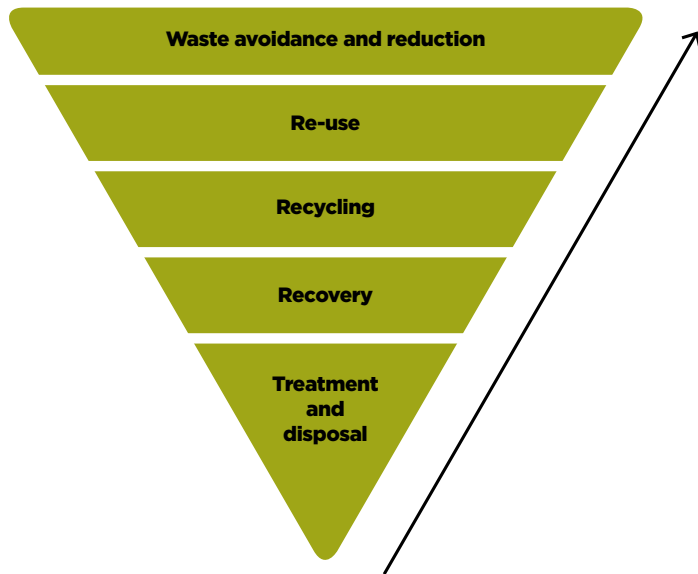 Waste avoidance and reduction
Re-use
Recycling
Recovery
Treatment
and
disposal